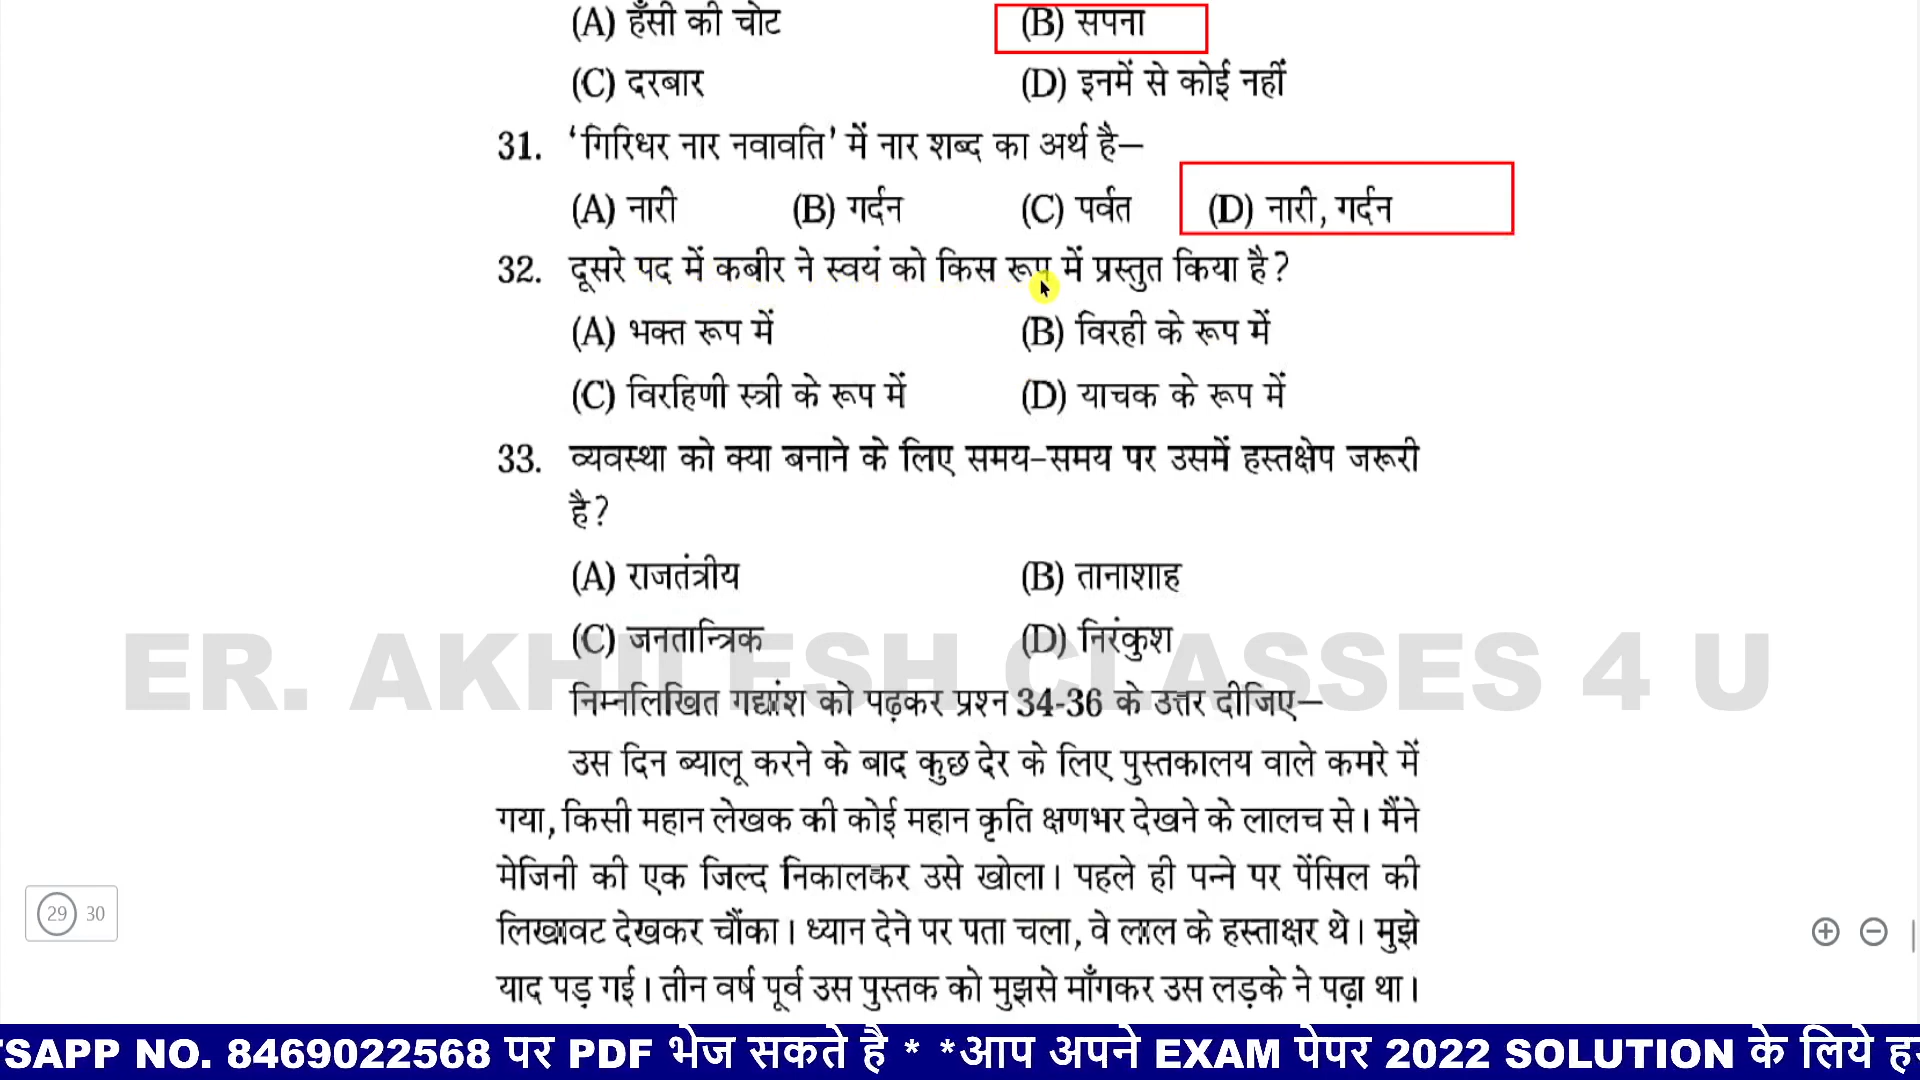 (A) हँसी की चोट (B) सपना
(C) दरबार (D) इनमें से कोई नहीं
31. ‘गिरिधर नार नवावति’ में नार शब्द का अर्थ है–
(A) नारी (B) गर्दन (C) पर्वत (D) नारी, गर्दन
32. दूसरे पद में कबीर ने स्वयं को किस रूप में प्रस्तुत किया है?
(A) भक्त रूप में (B) विरही के रूप में
(C) विरहिणी स्त्री के रूप में (D) याचक के रूप में
33. व्यवस्था को क्या बनाने के लिए समय-समय पर उसमें हस्तक्षेप जरूरी
है?
(A) राजतंत्रीय (B) तानाशाह
(C) जनतान्त्रिक (D) निरंकुश
ER. AKHILESH CLASSES 4 U
निम्नलिखित गद्यांश को पढ़कर प्रश्न 34-36 के उत्तर दीजिए–
उस दिन ब्यालू करने के बाद कुछ देर के लिए पुस्तकालय वाले कमरे में
गया, किसी महान लेखक की कोई महान कृति क्षणभर देखने के लालच से। मैंने
मेजिनी की एक जिल्द निकालकर उसे खोला। पहले ही पन्ने पर पेंसिल की
लिखावट देखकर चौंका। ध्यान देने पर पता चला, वे लाल के हस्ताक्षर थे। मुझे
याद पड़ गई। तीन वर्ष पूर्व उस पुस्तक को मुझसे माँगकर उस लड़के ने पढ़ा था।
29 30
TSAPP NO. 8469022568 पर PDF भेज सकते है * *आप अपने EXAM पेपर 2022 SOLUTION के लिये ह